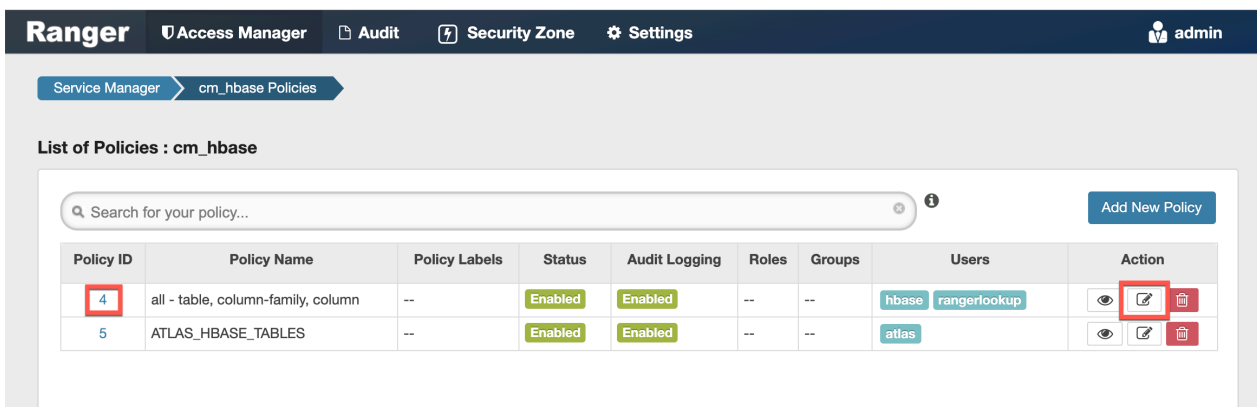 Ranger Access Manager Audit Security Zone Settings admin
Service Manager cm_hbase Policies
List of Policies : cm_hbase
Search for your policy... Add New Policy
Policy ID Policy Name Policy Labels Status Audit Logging Roles Groups Users Action
4 all - table, column-family, column -- Enabled Enabled -- -- hbase rangerlookup
5 ATLAS_HBASE_TABLES -- Enabled Enabled -- -- atlas